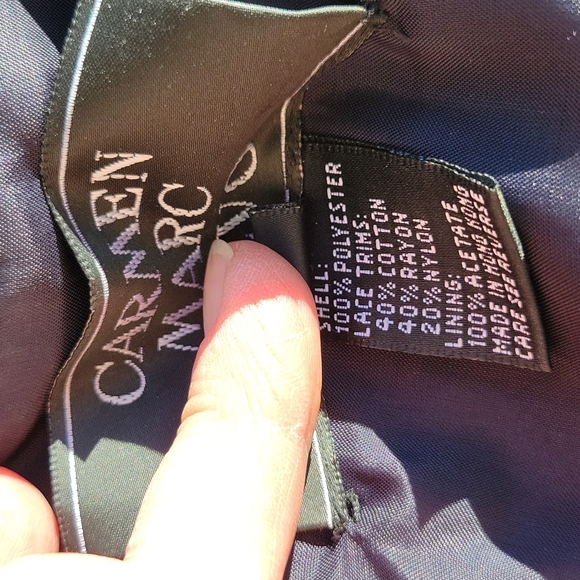 CARMEN
MARC
SHELL:
100% POLYESTER
LACE TRIMS:
40% COTTON
40% RAYON
20% NYLON
LINING:
100% ACETATE
MADE IN HONG KONG
CARE SEE REVERSE